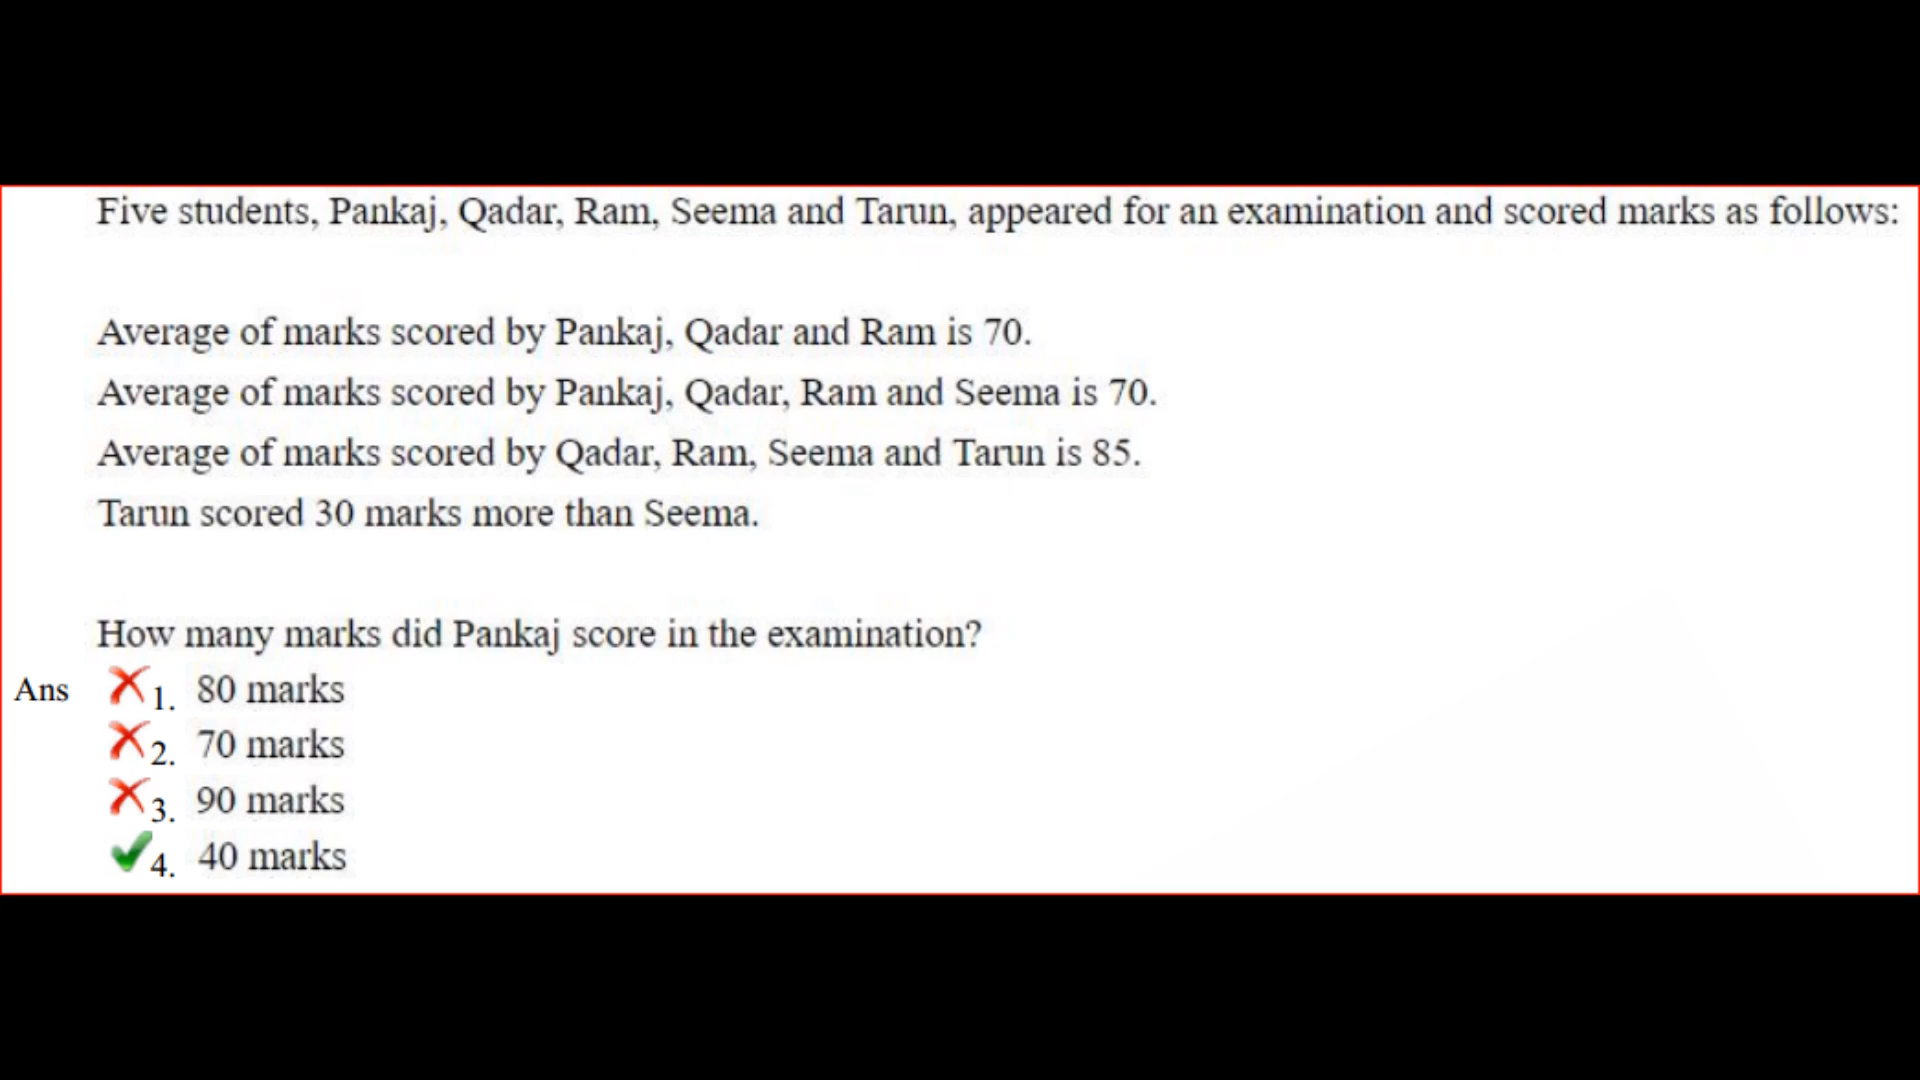 Five students, Pankaj, Qadar, Ram, Seema and Tarun, appeared for an examination and scored marks as follows:
Average of marks scored by Pankaj, Qadar and Ram is 70.
Average of marks scored by Pankaj, Qadar, Ram and Seema is 70.
Average of marks scored by Qadar, Ram, Seema and Tarun is 85.
Tarun scored 30 marks more than Seema.
How many marks did Pankaj score in the examination?
Ans 1. 80 marks
2. 70 marks
3. 90 marks
4. 40 marks